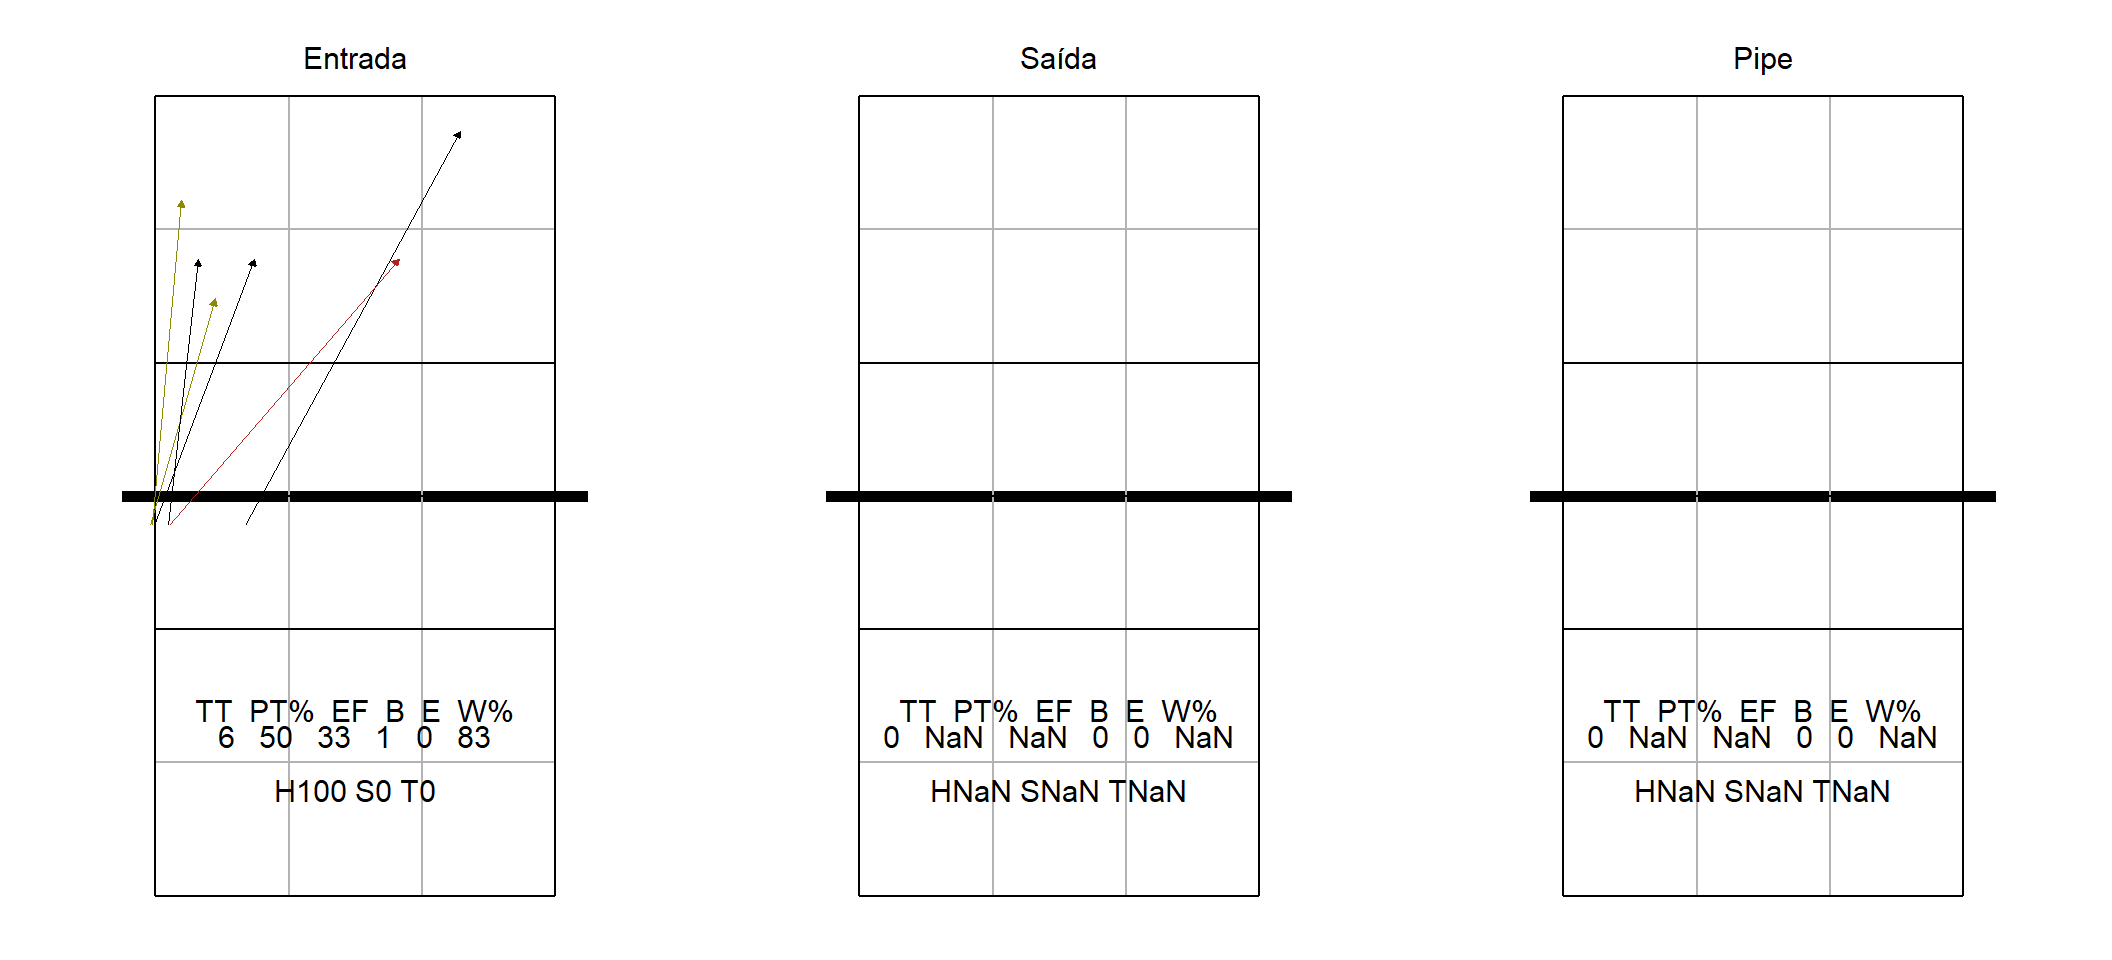 Entrada
TT PT% EF B E W%
6 50 33 1 0 83
H100 S0 T0
Saída
TT PT% EF B E W%
0 NaN NaN 0 0 NaN
HNaN SNaN TNaN
Pipe
TT PT% EF B E W%
0 NaN NaN 0 0 NaN
HNaN SNaN TNaN